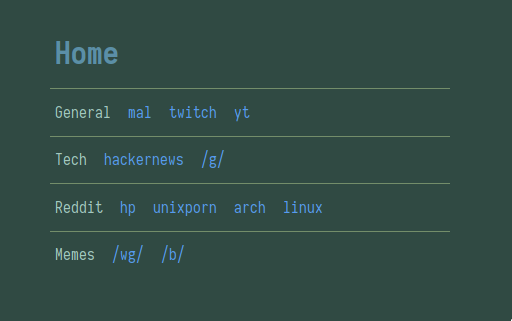 Home
General mal twitch yt
Tech hackernews /g/
Reddit hp unixporn arch linux
Memes /wg/ /b/